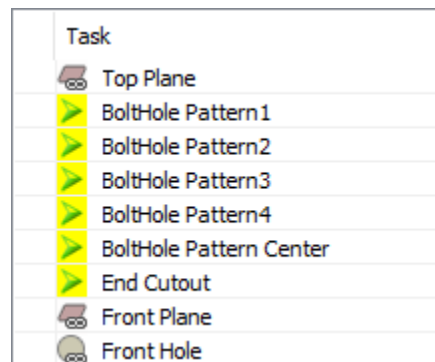 Task
Top Plane
BoltHole Pattern1
BoltHole Pattern2
BoltHole Pattern3
BoltHole Pattern4
BoltHole Pattern Center
End Cutout
Front Plane
Front Hole